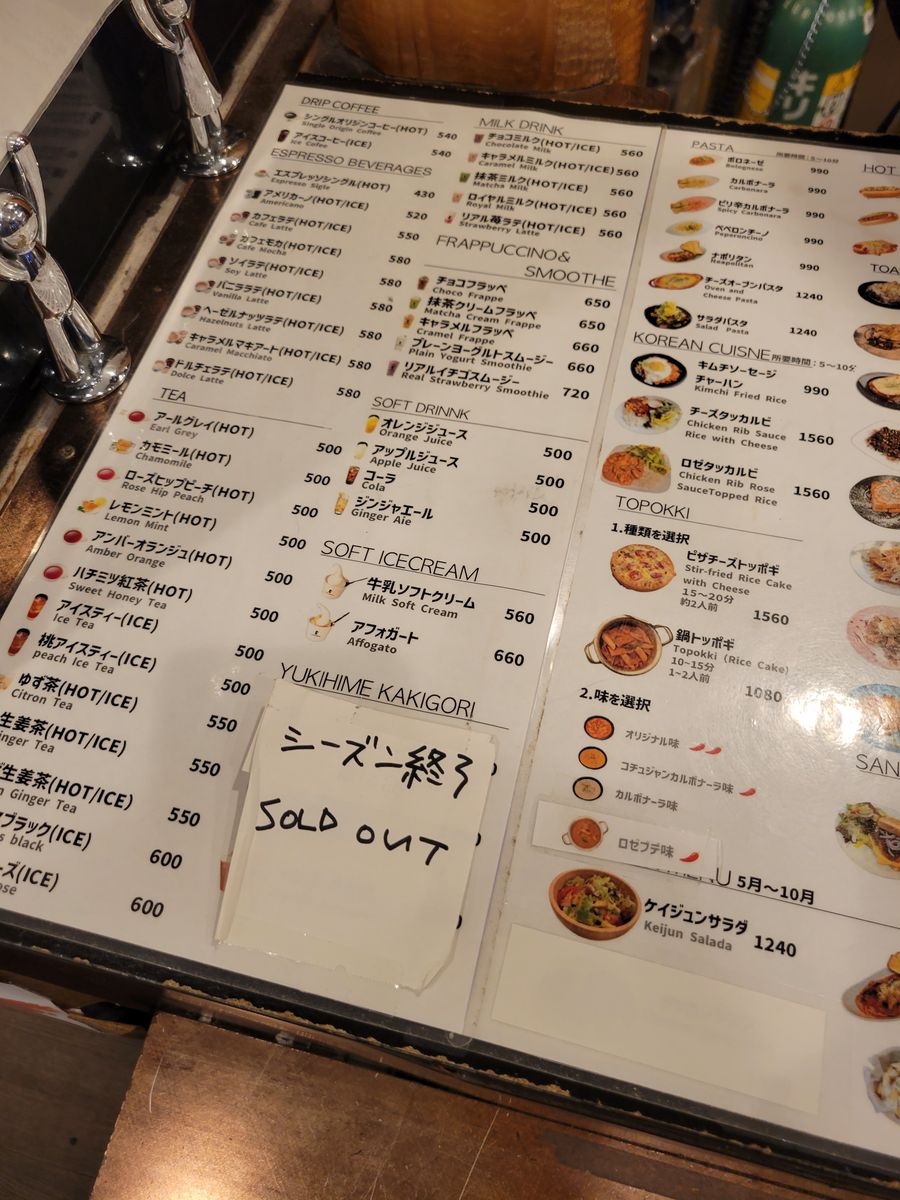 DRIP COFFEE
シングルオリジンコーヒー(HOT) 540
Single Origin Coffee
アイスコーヒー(ICE) 540
Ice Cofee
ESPRESSO BEVERAGES
エスプレッソシングル(HOT) 430
Espresso Sigle
アメリカーノ(HOT/ICE) 520
Americano
カフェラテ(HOT/ICE) 550
Cafe Latte
カフェモカ(HOT/ICE) 580
Cafe Mocha
ソイラテ(HOT/ICE) 580
Soy Latte
バニララテ(HOT/ICE) 580
Vanilla Latte
ヘーゼルナッツラテ(HOT/ICE) 580
Hazelnuts Latte
キャラメルマキアート(HOT/ICE) 580
Caramel Macchiato
ドルチェラテ(HOT/ICE) 580
Dolce Latte
TEA
アールグレイ(HOT) 500
Earl Grey
カモミール(HOT) 500
Chamomile
ローズヒップピーチ(HOT) 500
Rose Hip Peach
レモンミント(HOT) 500
Lemon Mint
アンバーオランジュ(HOT) 500
Amber Orange
ハチミツ紅茶(HOT) 500
Sweet Honey Tea
アイスティー(ICE) 500
Ice Tea
桃アイスティー(ICE) 500
peach Ice Tea
ゆず茶(HOT/ICE) 550
Citron Tea
生姜茶(HOT/ICE) 550
inger Tea
生姜茶(HOT/ICE) 550
n Ginger Tea
ブラック(ICE) 600
s black
ーズ(ICE) 600
ose
MILK DRINK
チョコミルク(HOT/ICE) 560
Chocolate Milk
キャラメルミルク(HOT/ICE) 560
Caramel Milk
抹茶ミルク(HOT/ICE) 560
Matcha Milk
ロイヤルミルク(HOT/ICE) 560
Royal Milk
リアル苺ラテ(HOT/ICE) 560
Strawberry Latte
FRAPPUCCINO&
SMOOTHE
チョコフラッペ 650
Choco Frappe
抹茶クリームフラッペ 650
Matcha Cream Frappe
キャラメルフラッペ 660
Cramel Frappe
プレーンヨーグルトスムージー 660
Plain Yogurt Smoothie
リアルイチゴスムージー 720
Real Strawberry Smoothie
SOFT DRINNK
オレンジジュース 500
Orange Juice
アップルジュース 500
Apple Juice
コーラ 500
Cola
ジンジャエール 500
Ginger Ale
SOFT ICECREAM
牛乳ソフトクリーム 560
Milk Soft Cream
アフォガート 660
Affogato
YUKIHIME KAKIGORI
シーズン終了
SOLD OUT
PASTA 所要時間：5～10分
ボロネーゼ 990
Bolognese
カルボナーラ 990
Carbonara
ピリ辛カルボナーラ 990
Spicy Carbonara
ペペロンチーノ 990
Paperoncino
ナポリタン 990
Neapolitan
チーズオーブンパスタ 1240
Oven and
Cheese Pasta
サラダパスタ 1240
Salad Pasta
KOREAN CUISNE 所要時間：5～10分
キムチソーセージ
チャーハン 990
Kimchi Fried Rice
チーズタッカルビ
Chicken Rib Sauce 1560
Rice with Cheese
ロゼタッカルビ
Chicken Rib Rose 1560
SauceTopped Rice
TOPOKKI
1.種類を選択
ピザチーズトッポギ
Stir-fried Rice Cake
with Cheese
15～20分
約2人前 1560
鍋トッポギ
Topokki (Rice Cake)
10~15分
1~2人前 1080
2.味を選択
オリジナル味
コチュジャンカルボナーラ味
カルボナーラ味
ロゼブデ味
ENU 5月～10月
ケイジュンサラダ
Keijun Salada 1240
HOT
TOA
SAN
キリ